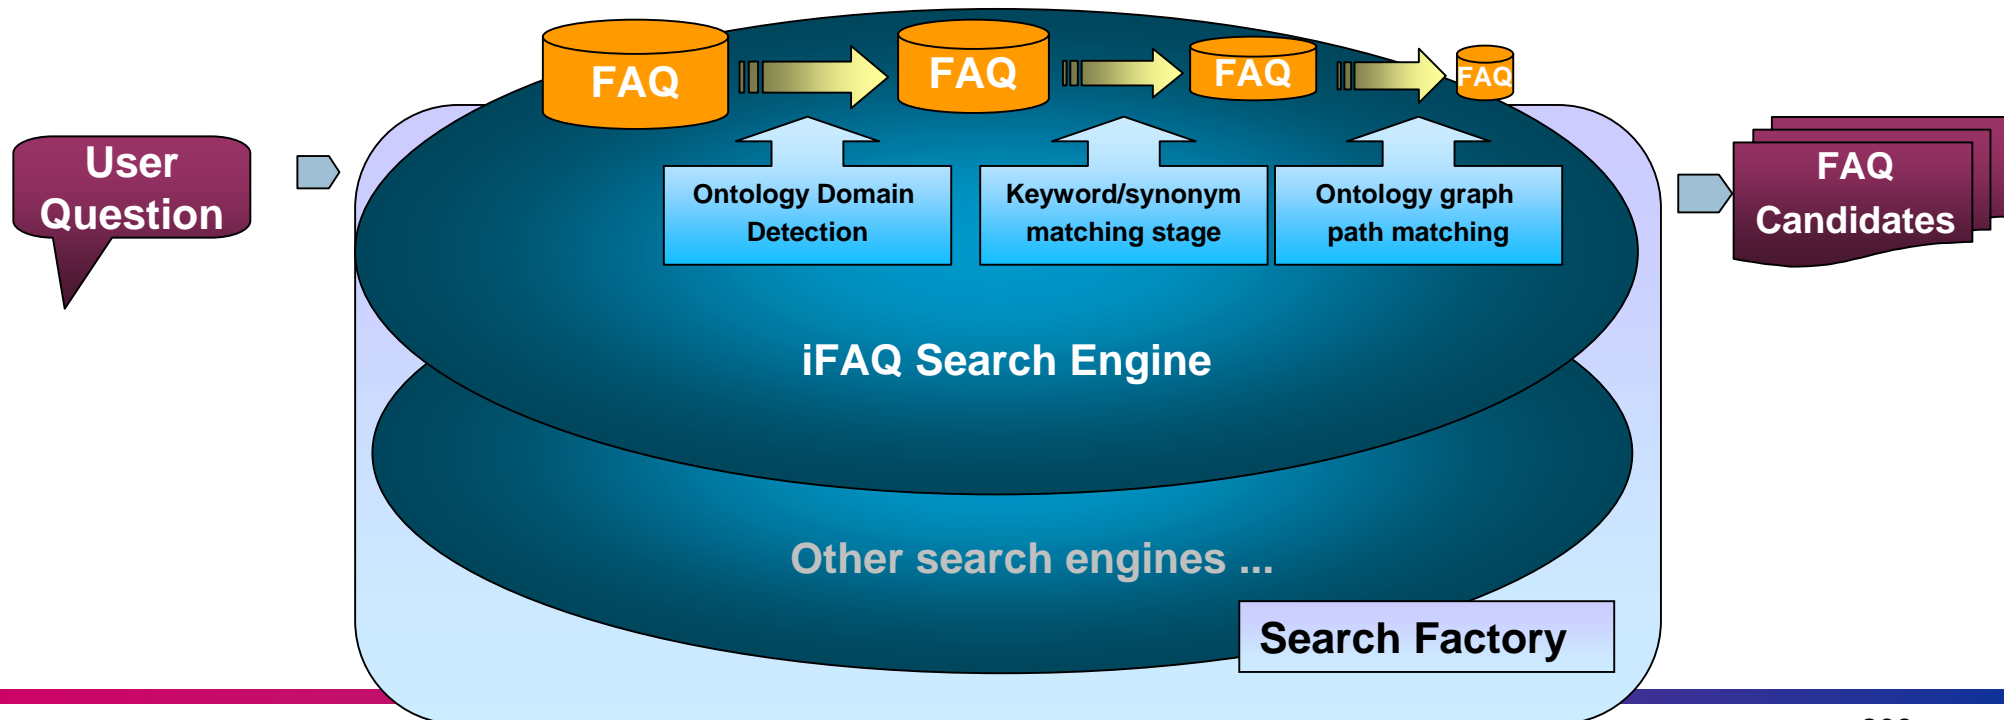 FAQ
FAQ
FAQ
FAQ
User
Question
Ontology Domain
Detection
Keyword/synonym
matching stage
Ontology graph
path matching
FAQ
Candidates
iFAQ Search Engine
Other search engines ...
Search Factory